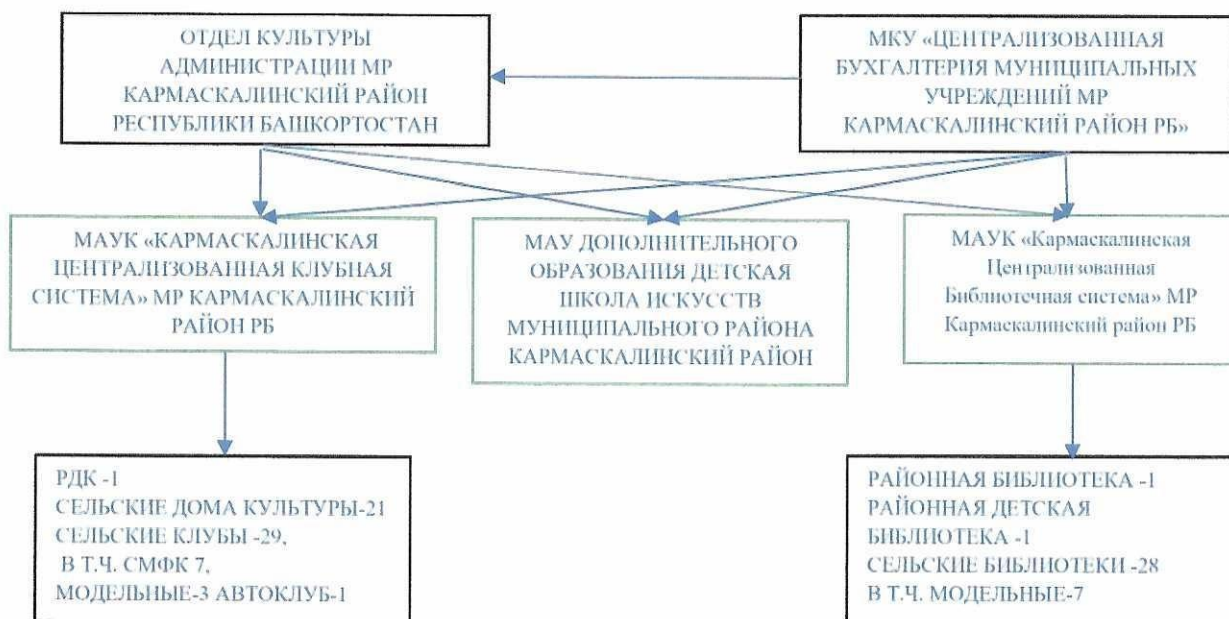 ОТДЕЛ КУЛЬТУРЫ
АДМИНИСТРАЦИИ МР
КАРМАСКАЛИНСКИЙ РАЙОН
РЕСПУБЛИКИ БАШКОРТОСТАН
МКУ «ЦЕНТРАЛИЗОВАННАЯ
БУХГАЛТЕРИЯ МУНИЦИПАЛЬНЫХ
УЧРЕЖДЕНИЙ МР
КАРМАСКАЛИНСКИЙ РАЙОН РБ»
МАУК «КАРМАСКАЛИНСКАЯ
ЦЕНТРАЛИЗОВАННАЯ КЛУБНАЯ
СИСТЕМА» МР КАРМАСКАЛИНСКИЙ
РАЙОН РБ
МАУ ДОПОЛНИТЕЛЬНОГО
ОБРАЗОВАНИЯ ДЕТСКАЯ
ШКОЛА ИСКУССТВ
МУНИЦИПАЛЬНОГО РАЙОНА
КАРМАСКАЛИНСКИЙ РАЙОН
МАУК «Кармаскалинская
Централизованная
Библиотечная система» МР
Кармаскалинский район РБ
РДК -1
СЕЛЬСКИЕ ДОМА КУЛЬТУРЫ-21
СЕЛЬСКИЕ КЛУБЫ -29,
В Т.Ч. СМФК 7,
МОДЕЛЬНЫЕ-3 АВТОКЛУБ-1
РАЙОННАЯ БИБЛИОТЕКА -1
РАЙОННАЯ ДЕТСКАЯ
БИБЛИОТЕКА -1
СЕЛЬСКИЕ БИБЛИОТЕКИ -28
В Т.Ч. МОДЕЛЬНЫЕ-7